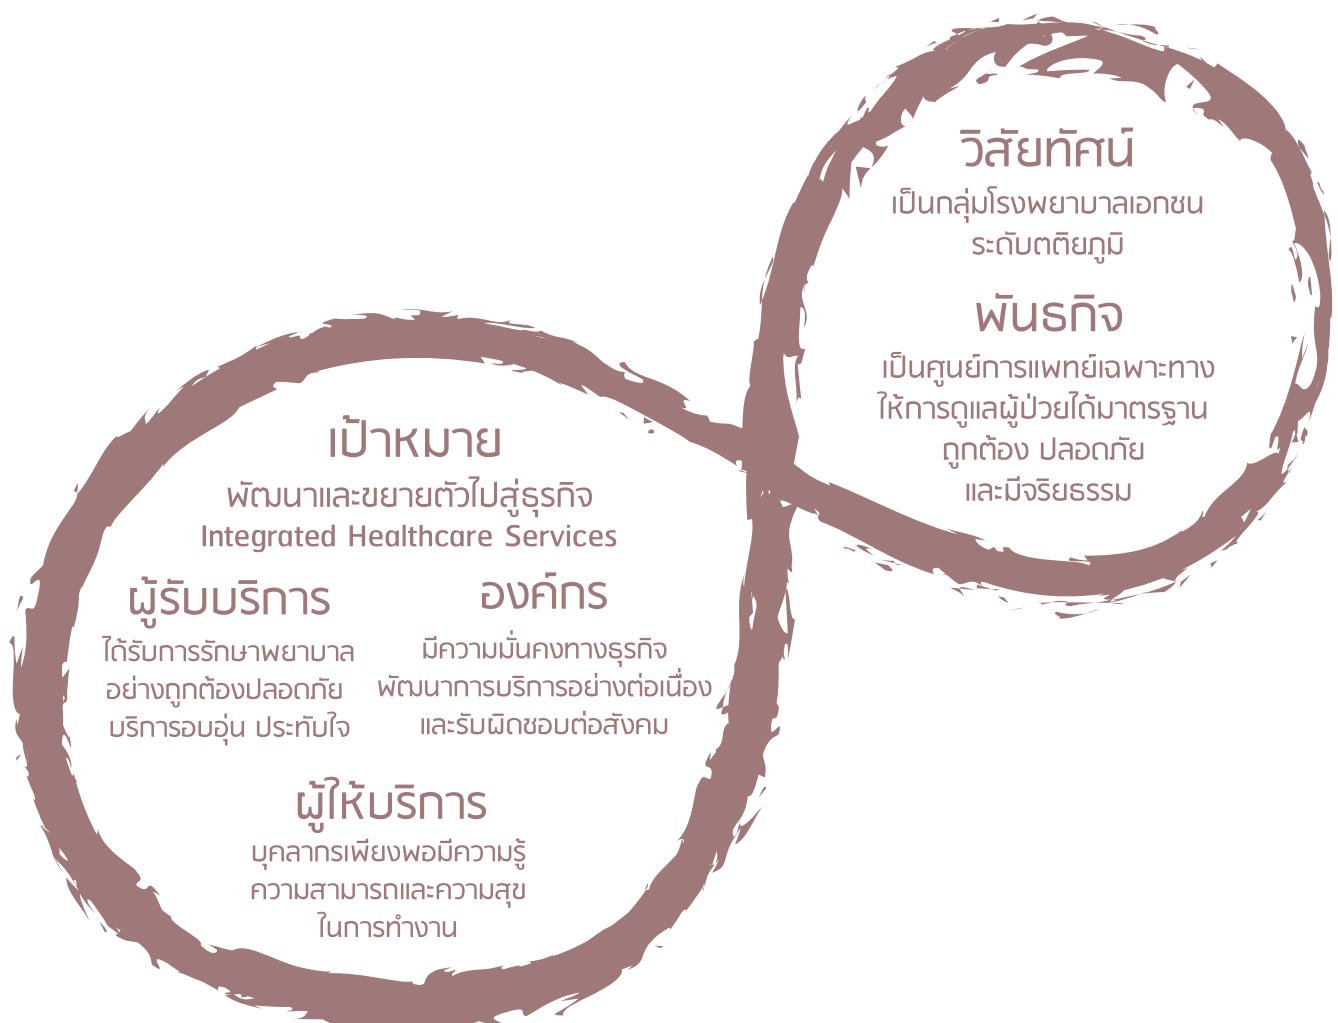 วิสัยทัศน์
เป็นกลุ่มโรงพยาบาลเอกชน
ระดับตติยภูมิ
พันธกิจ
เป็นศูนย์การแพทย์เฉพาะทาง
ให้การดูแลผู้ป่วยได้มาตรฐาน
ถูกต้อง ปลอดภัย
และมีจริยธรรม
เป้าหมาย
พัฒนาและขยายตัวไปสู่ธุรกิจ
Integrated Healthcare Services
ผู้รับบริการ
ได้รับการรักษาพยาบาล
อย่างถูกต้องปลอดภัย
บริการอบอุ่น ประทับใจ
องค์กร
มีความมั่นคงทางธุรกิจ
พัฒนาการบริการอย่างต่อเนื่อง
และรับผิดชอบต่อสังคม
ผู้ให้บริการ
บุคลากรเพียงพอมีความรู้
ความสามารถและความสุข
ในการทำงาน